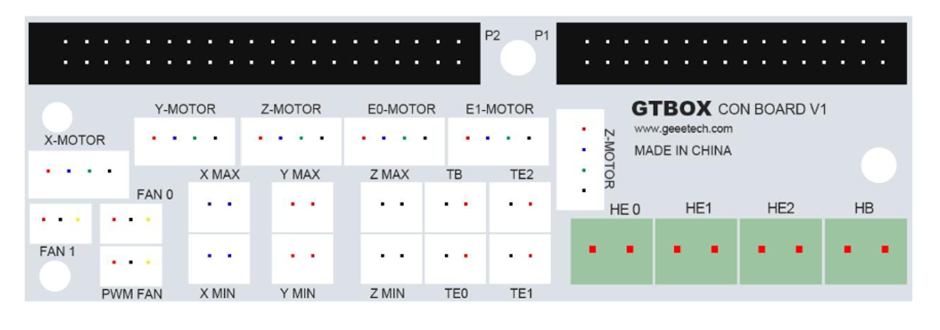 P2 P1
Y-MOTOR Z-MOTOR E0-MOTOR E1-MOTOR
GTBOX CON BOARD V1
www.geeetech.com
MADE IN CHINA
X-MOTOR
Z-MOTOR
X MAX Y MAX Z MAX TB TE2
FAN 0
HE 0 HE1 HE2 HB
FAN 1
PWM FAN X MIN Y MIN Z MIN TE0 TE1